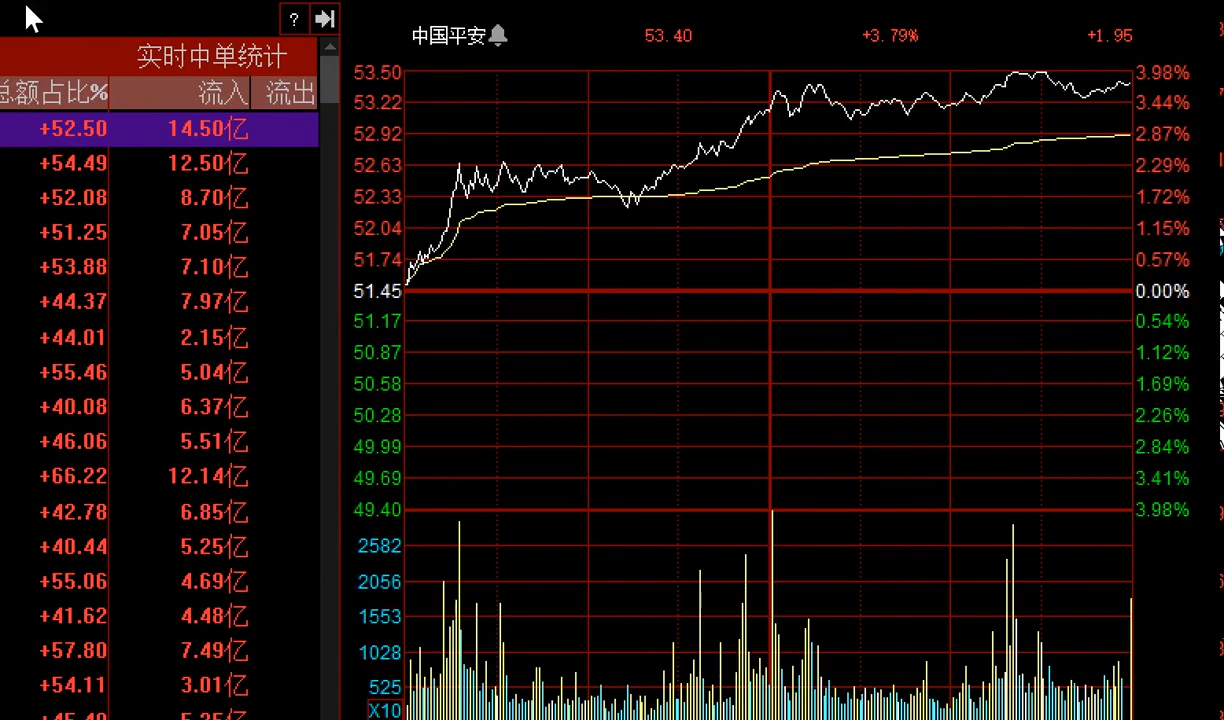 ?
实时中单统计
总额占比% 流入 流出
+52.50 14.50亿
+54.49 12.50亿
+52.08 8.70亿
+51.25 7.05亿
+53.88 7.10亿
+44.37 7.97亿
+44.01 2.15亿
+55.46 5.04亿
+40.08 6.37亿
+46.06 5.51亿
+66.22 12.14亿
+42.78 6.85亿
+40.44 5.25亿
+55.06 4.69亿
+41.62 4.48亿
+57.80 7.49亿
+54.11 3.01亿
中国平安 53.40 +3.79% +1.95
53.50 3.98%
53.22 3.44%
52.92 2.87%
52.63 2.29%
52.33 1.72%
52.04 1.15%
51.74 0.57%
51.45 0.00%
51.17 0.54%
50.87 1.12%
50.58 1.69%
50.28 2.26%
49.99 2.84%
49.69 3.41%
49.40 3.98%
2582
2056
1553
1028
525
X10